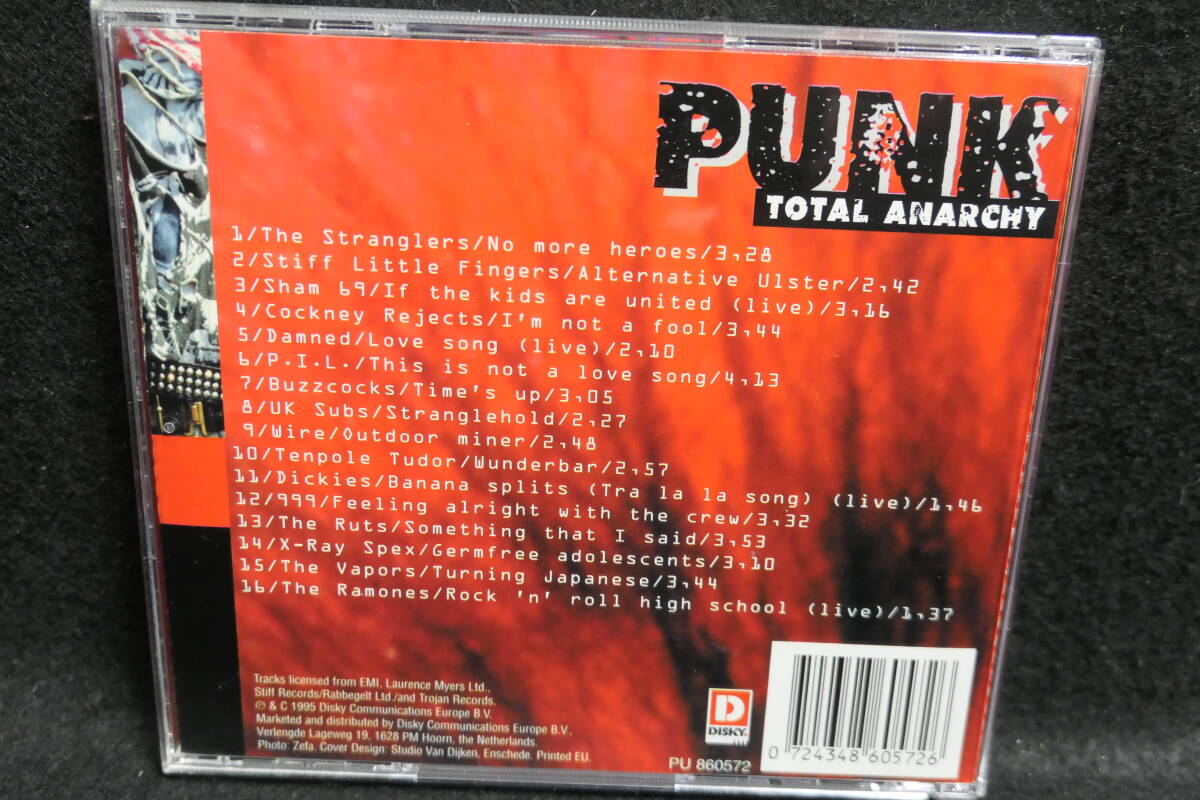 PUNK
TOTAL ANARCHY
1/The Stranglers/No more heroes/3,28
2/Stiff Little Fingers/Alternative Ulster/2,42
3/Sham 69/If the kids are united (live)/3,16
4/Cockney Rejects/I'm not a fool/3,44
5/Damned/Love song (live)/2,10
6/P.I.L./This is not a love song/4,13
7/Buzzcocks/Time's up/3,05
8/UK Subs/Stranglehold/2,27
9/Wire/Outdoor miner/2,48
10/Tenpole Tudor/Wunderbar/2,57
11/Dickies/Banana splits (Tra la la song) (live)/1,46
12/999/Feeling alright with the crew/3,32
13/The Ruts/Something that I said/3,53
14/X-Ray Spex/Germfree adolescents/3,10
15/The Vapors/Turning Japanese/3,44
16/The Ramones/Rock 'n' roll high school (live)/1,37
Tracks licensed from EMI, Laurence Myers Ltd.,
Stiff Records/Rabbegelt Ltd./and Trojan Records.
℗ & C 1995 Disky Communications Europe B.V.
Marketed and distributed by Disky Communications Europe B.V.,
Verlengde Lageweg 19, 1628 PM Hoorn, the Netherlands.
Photo: Zefa. Cover Design: Studio Van Dijken, Enschede. Printed EU.
D
DISKY
PU 860572
0 724348 605726